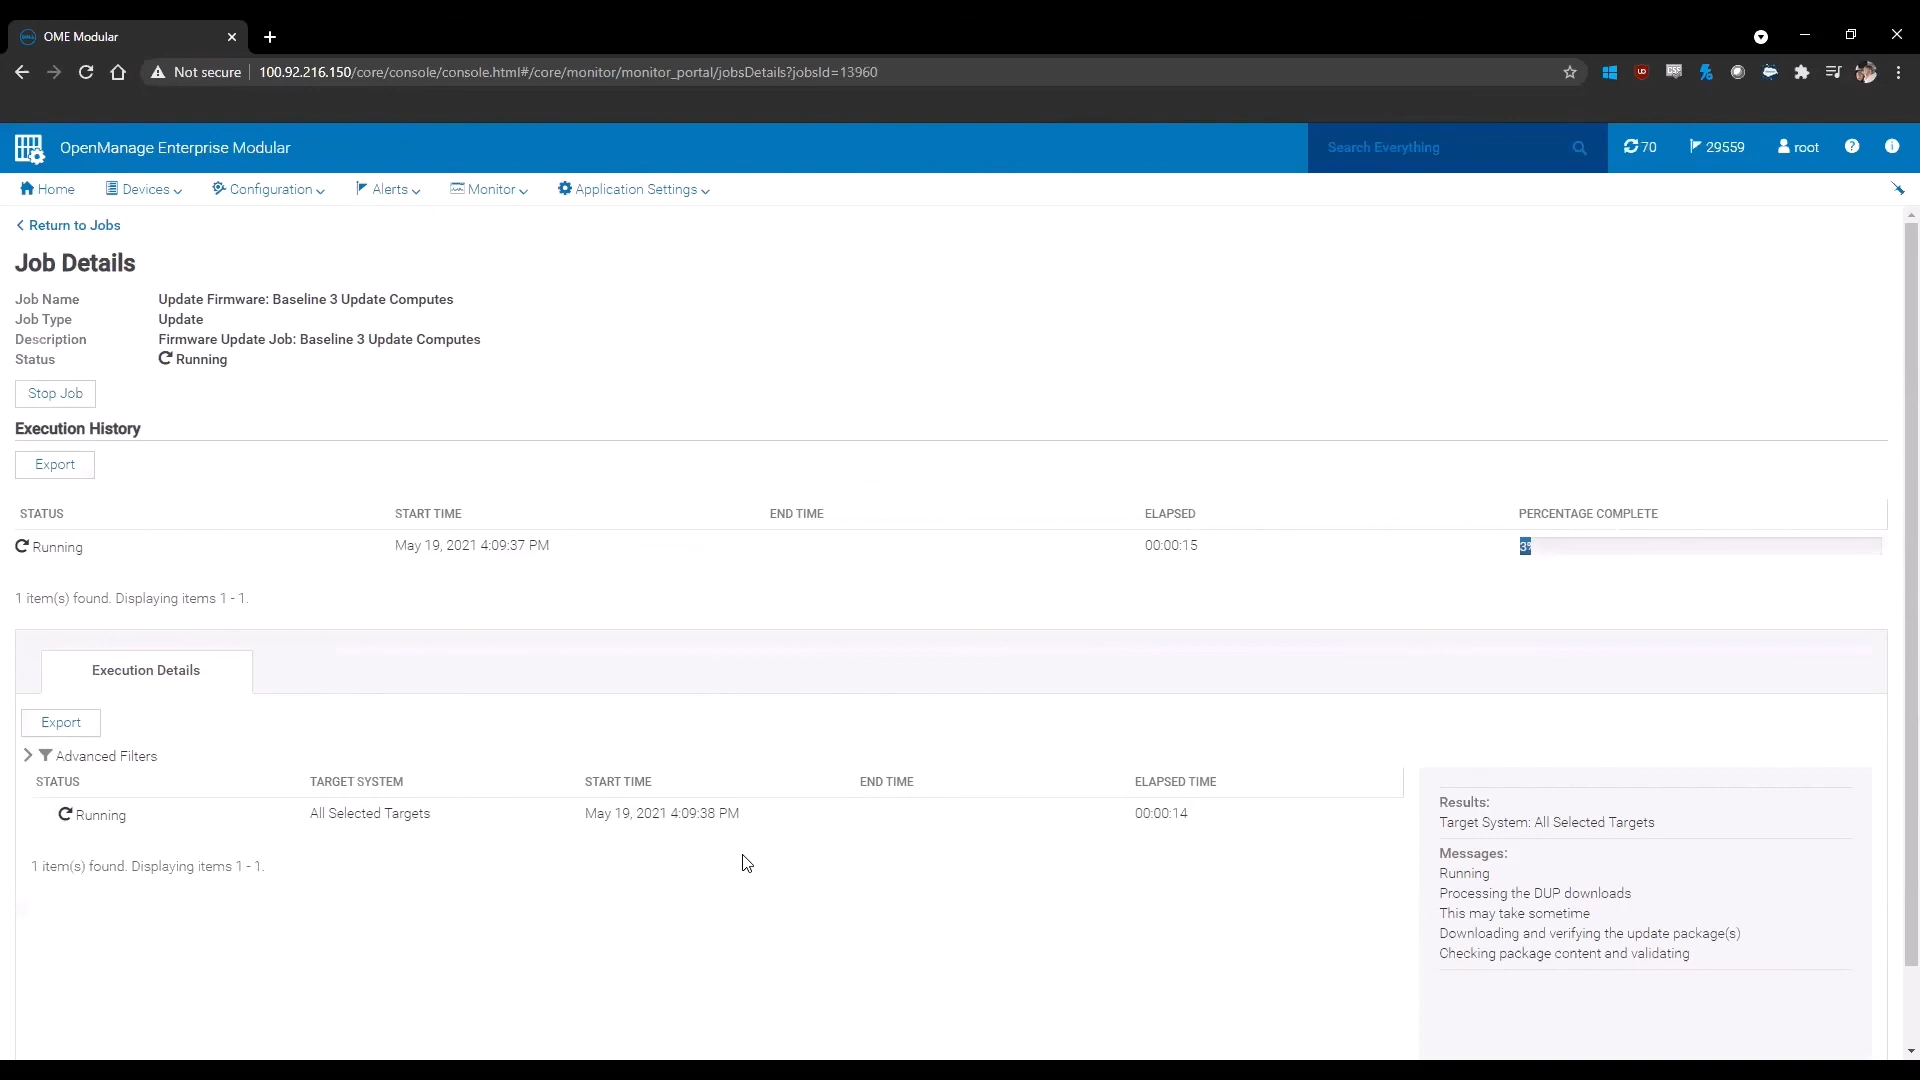 OME Modular
Not secure 100.92.216.150/core/console/console.html#/core/monitor/monitor_portal/jobsDetails?jobsId=13960
OpenManage Enterprise Modular
Search Everything
70
29559
root
Home Devices Configuration Alerts Monitor Application Settings
Return to Jobs
Job Details
Job Name Update Firmware: Baseline 3 Update Computes
Job Type Update
Description Firmware Update Job: Baseline 3 Update Computes
Status Running
Stop Job
Execution History
Export
STATUS START TIME END TIME ELAPSED PERCENTAGE COMPLETE
Running May 19, 2021 4:09:37 PM 00:00:15 3%
1 item(s) found. Displaying items 1 - 1.
Execution Details
Export
Advanced Filters
STATUS TARGET SYSTEM START TIME END TIME ELAPSED TIME
Running All Selected Targets May 19, 2021 4:09:38 PM 00:00:14
1 item(s) found. Displaying items 1 - 1.
Results:
Target System: All Selected Targets
Messages:
Running
Processing the DUP downloads
This may take sometime
Downloading and verifying the update package(s)
Checking package content and validating